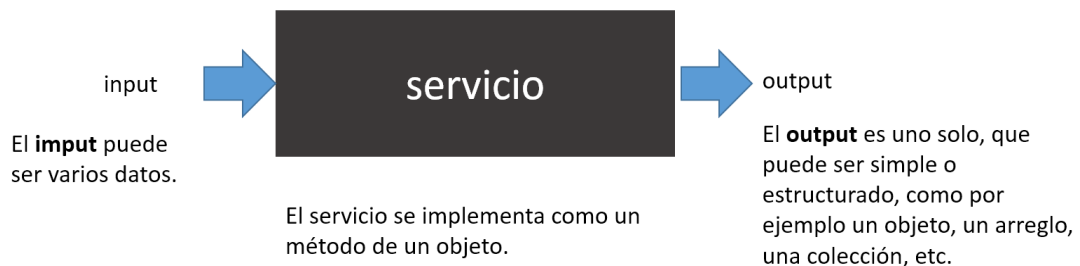 input
servicio
output
El imput puede
ser varios datos.
El servicio se implementa como un
método de un objeto.
El output es uno solo, que
puede ser simple o
estructurado, como por
ejemplo un objeto, un arreglo,
una colección, etc.